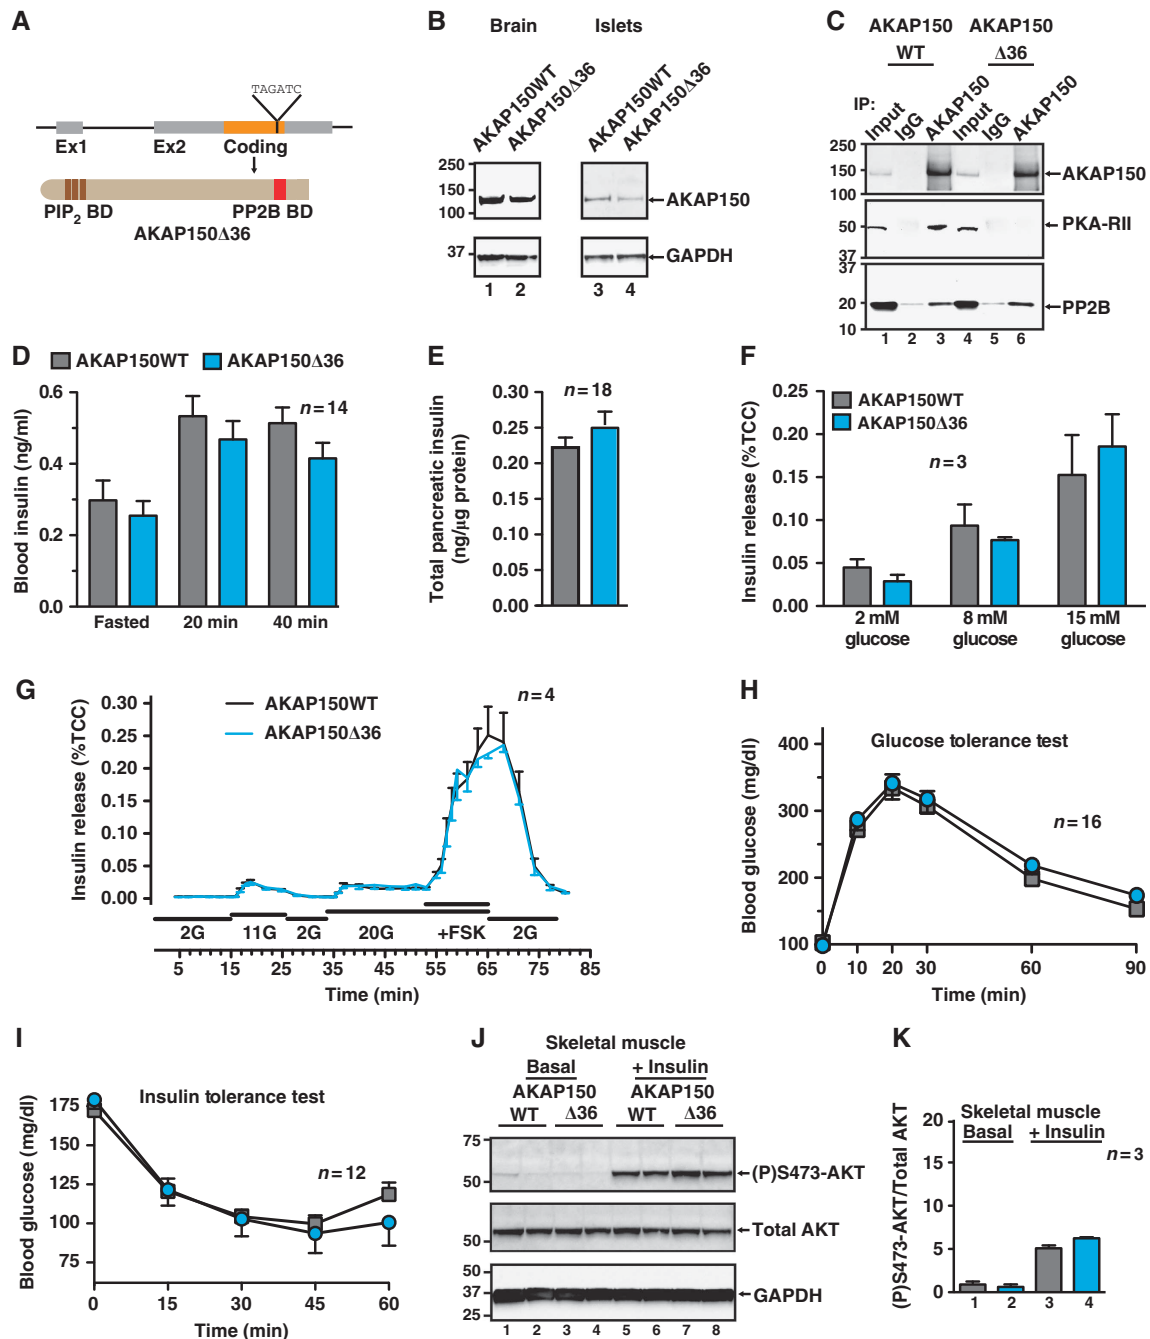 A
TAGATC
Ex1
Ex2
Coding
PIP2 BD
PP2B BD
AKAP150Δ36
B
Brain
Islets
AKAP150WT
AKAP150Δ36
AKAP150WT
AKAP150Δ36
250
150
100
AKAP150
37
GAPDH
1 2 3 4
C
AKAP150 AKAP150
WT Δ36
IP:
Input
IgG
AKAP150
Input
IgG
AKAP150
250
150
100
AKAP150
50
37
PKA-RII
37
20
10
PP2B
1 2 3 4 5 6
D
AKAP150WT AKAP150Δ36
Blood insulin (ng/ml)
0.6
0.4
0.2
0.0
n=14
Fasted 20 min 40 min
E
Total pancreatic insulin
(ng/μg protein)
0.30
0.25
0.20
0.15
0.10
0.05
0.00
n=18
F
Insulin release (%TCC)
0.25
0.20
0.15
0.10
0.05
0.00
AKAP150WT
AKAP150Δ36
n=3
2 mM 8 mM 15 mM
glucose glucose glucose
G
Insulin release (%TCC)
0.30
0.25
0.20
0.15
0.10
0.05
0.00
AKAP150WT
AKAP150Δ36
n=4
2G 11G 2G 20G +FSK 2G
5 15 25 35 45 55 65 75 85
Time (min)
H
Blood glucose (mg/dl)
400
300
200
100
Glucose tolerance test
n=16
0 10 20 30 60 90
Time (min)
I
Blood glucose (mg/dl)
175
150
125
100
75
Insulin tolerance test
n=12
0 15 30 45 60
Time (min)
J
Skeletal muscle
Basal + Insulin
AKAP150 AKAP150
WT Δ36 WT Δ36
75
50
(P)S473-AKT
50
Total AKT
50
37
25
GAPDH
1 2 3 4 5 6 7 8
K
(P)S473-AKT/Total AKT
20
15
10
5
0
Skeletal muscle
Basal + Insulin
n=3
1 2 3 4